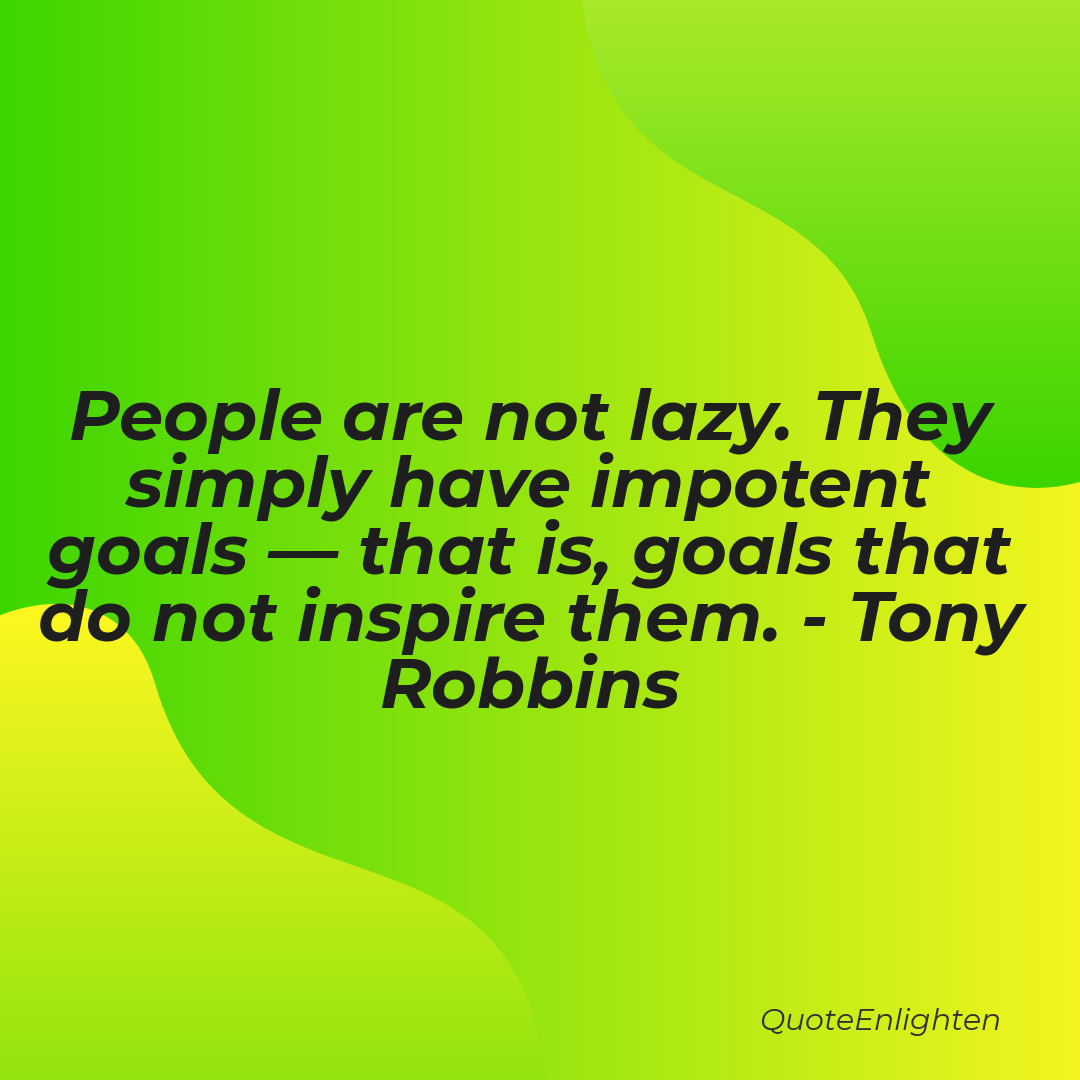 People are not lazy. They
simply have impotent
goals — that is, goals that
do not inspire them. - Tony
Robbins
QuoteEnlighten